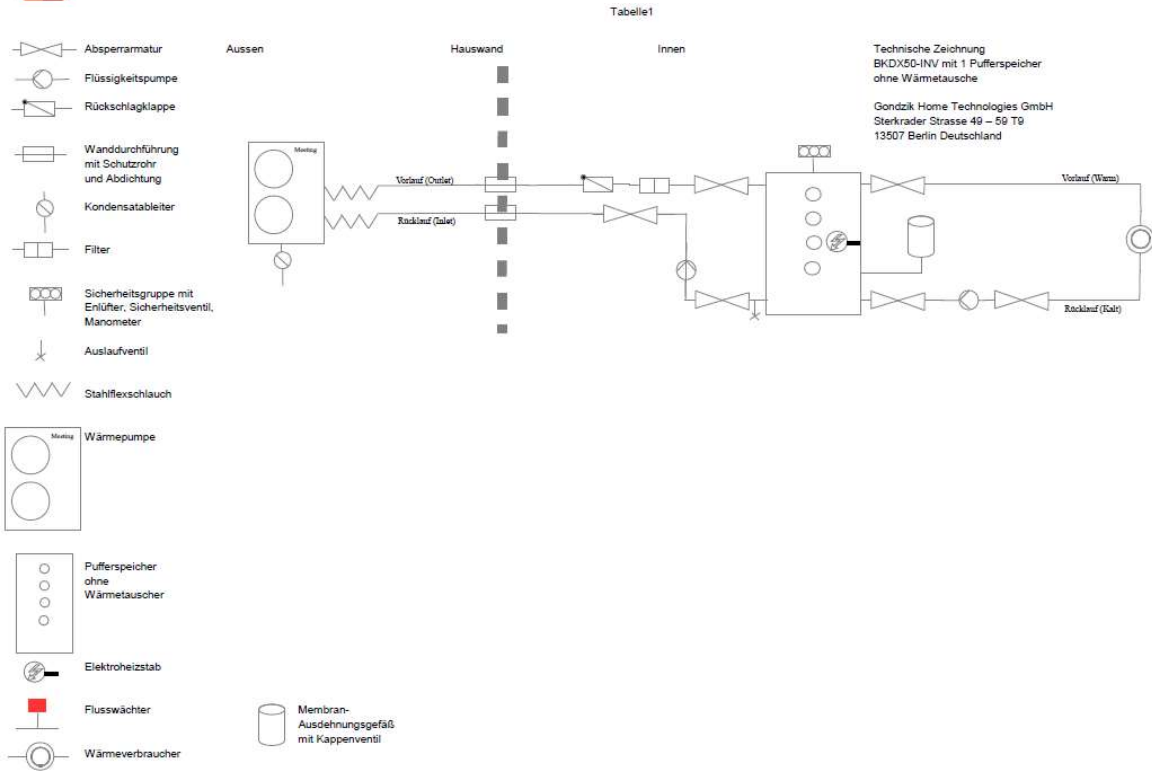 Tabelle1
Absperrarmatur
Flüssigkeitspumpe
Rückschlagklappe
Wanddurchführung
mit Schutzrohr
und Abdichtung
Kondensatableiter
Filter
Sicherheitsgruppe mit
Enlüfter, Sicherheitsventil,
Manometer
Auslaufventil
Stahlflexschlauch
Meeting
Wärmepumpe
Pufferspeicher
ohne
Wärmetauscher
Elektroheizstab
Flusswächter
Wärmeverbraucher
Membran-
Ausdehnungsgefäß
mit Kappenventil
Aussen
Hauswand
Innen
Meeting
Vorlauf (Outlet)
Rücklauf (Inlet)
Vorlauf (Warm)
Rücklauf (Kalt)
Technische Zeichnung
BKDX50-INV mit 1 Pufferspeicher
ohne Wärmetausche
Gondzik Home Technologies GmbH
Sterkrader Strasse 49 – 59 T9
13507 Berlin Deutschland